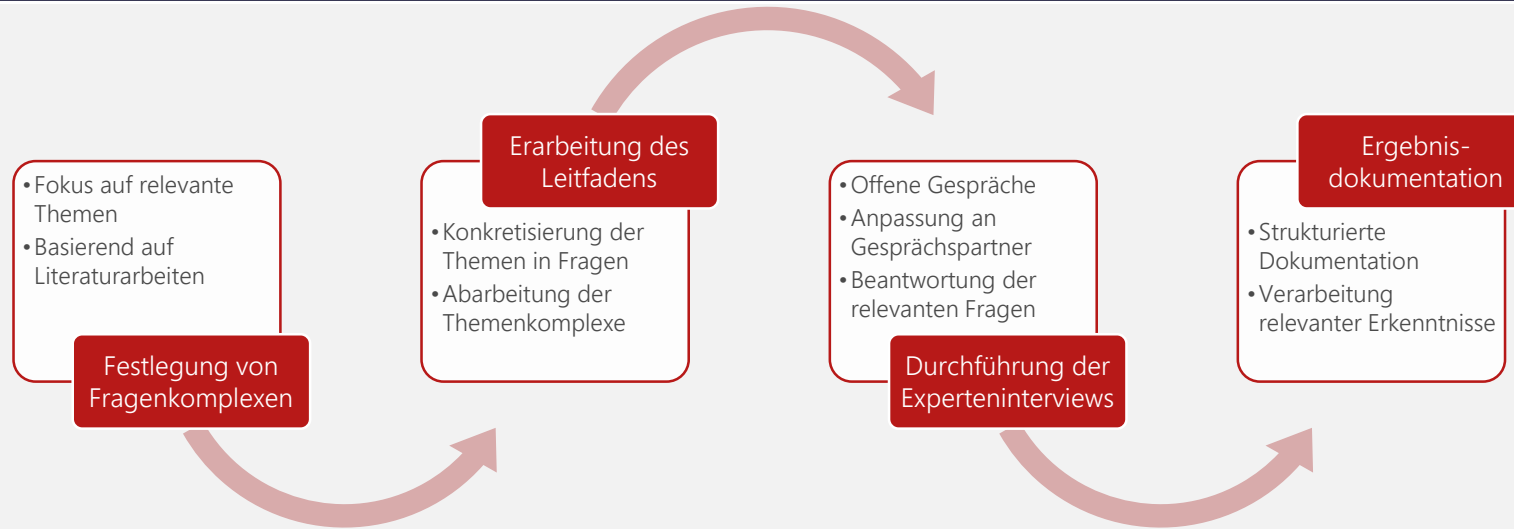 • Fokus auf relevante
Themen
• Basierend auf
Literaturarbeiten
Festlegung von
Fragenkomplexen
Erarbeitung des
Leitfadens
• Konkretisierung der
Themen in Fragen
• Abarbeitung der
Themenkomplexe
• Offene Gespräche
• Anpassung an
Gesprächspartner
• Beantwortung der
relevanten Fragen
Durchführung der
Experteninterviews
Ergebnis-
dokumentation
• Strukturierte
Dokumentation
• Verarbeitung
relevanter Erkenntnisse